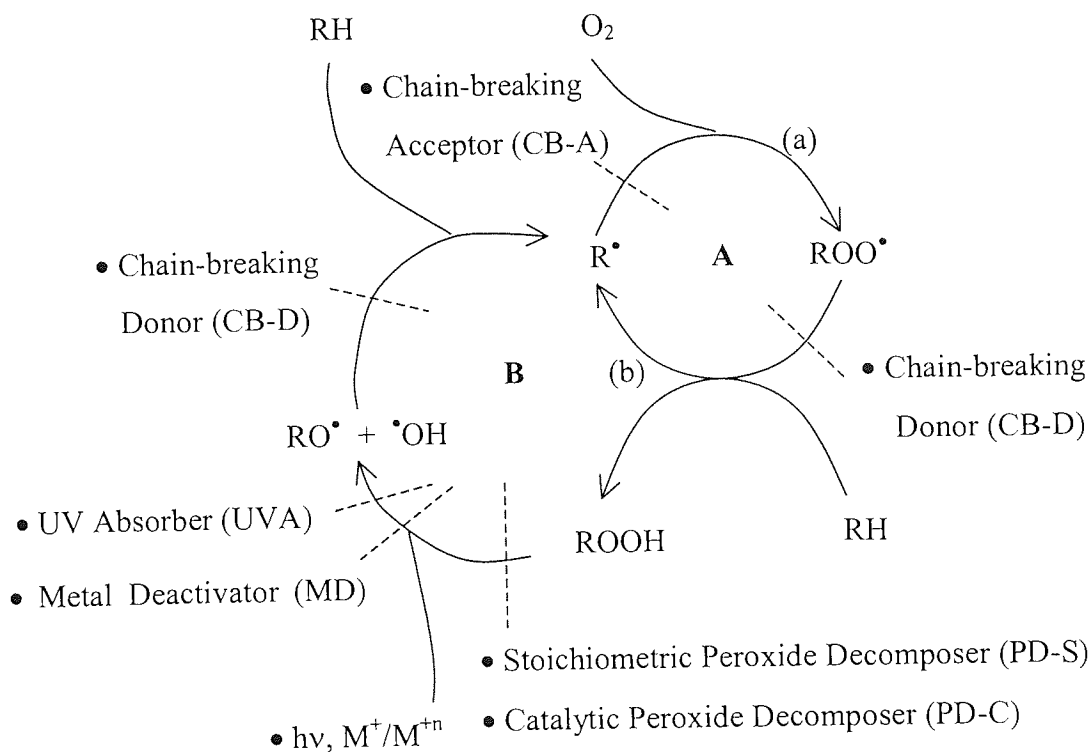 RH
O₂
• Chain-breaking
Acceptor (CB-A)
(a)
R•
A
ROO•
• Chain-breaking
Donor (CB-D)
B
(b)
• Chain-breaking
Donor (CB-D)
RO• + •OH
• UV Absorber (UVA)
ROOH
RH
• Metal Deactivator (MD)
• Stoichiometric Peroxide Decomposer (PD-S)
• hν, M⁺/M⁺ⁿ
• Catalytic Peroxide Decomposer (PD-C)